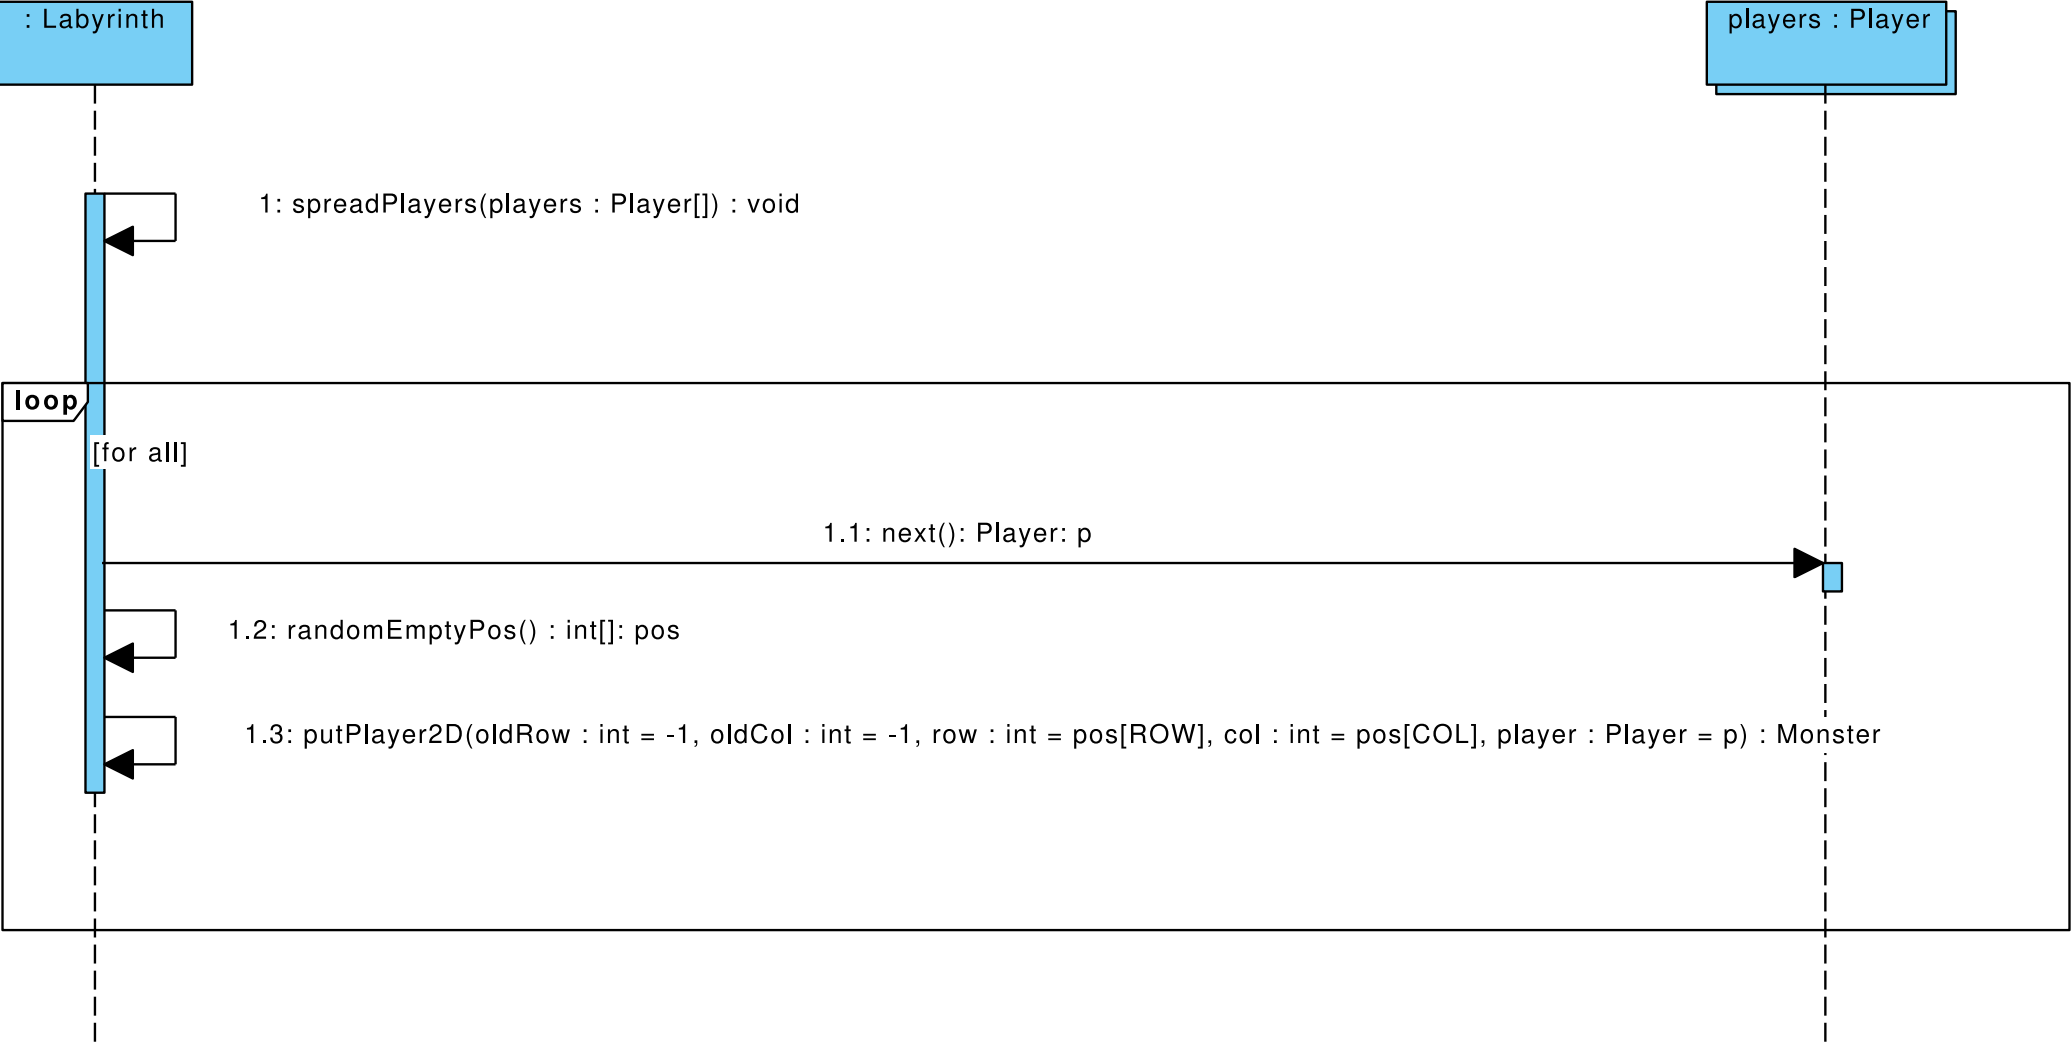 : Labyrinth
players : Player
1: spreadPlayers(players : Player[]) : void
loop
[for all]
1.1: next(): Player: p
1.2: randomEmptyPos() : int[]: pos
1.3: putPlayer2D(oldRow : int = -1, oldCol : int = -1, row : int = pos[ROW], col : int = pos[COL], player : Player = p) : Monster